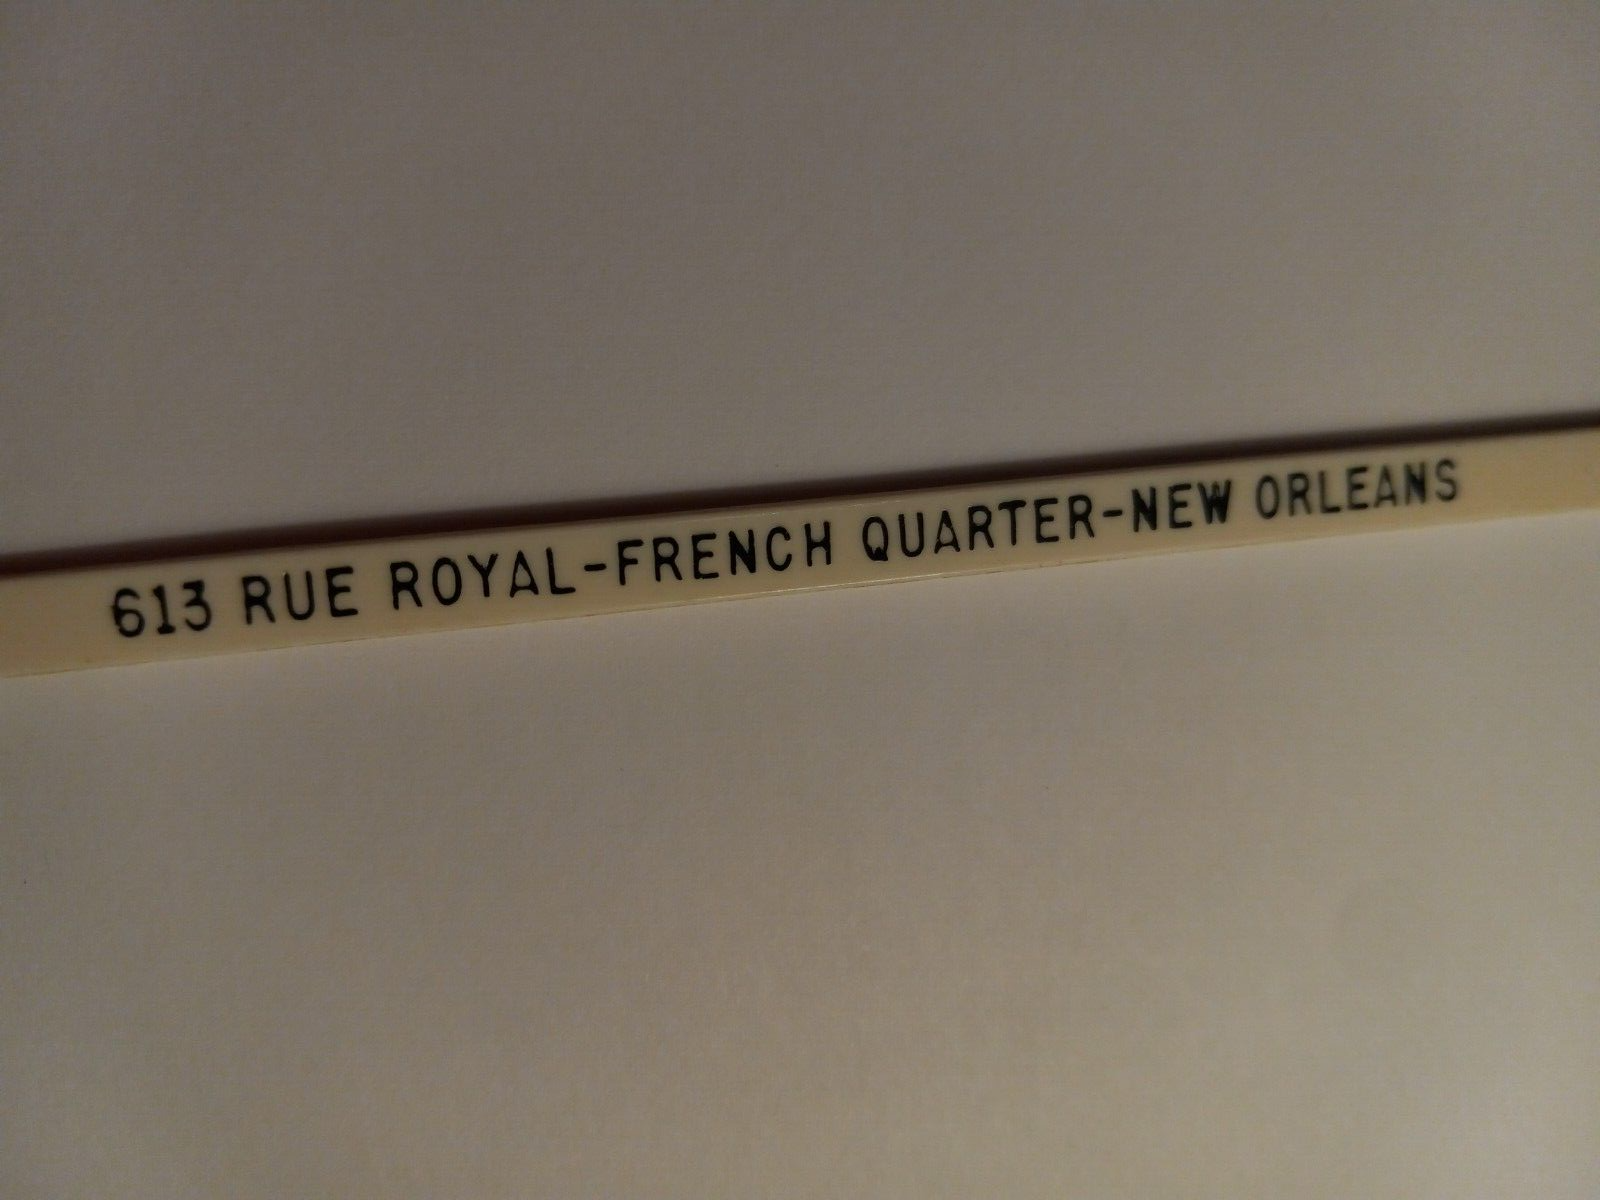 613 RUE ROYAL-FRENCH QUARTER-NEW ORLEANS